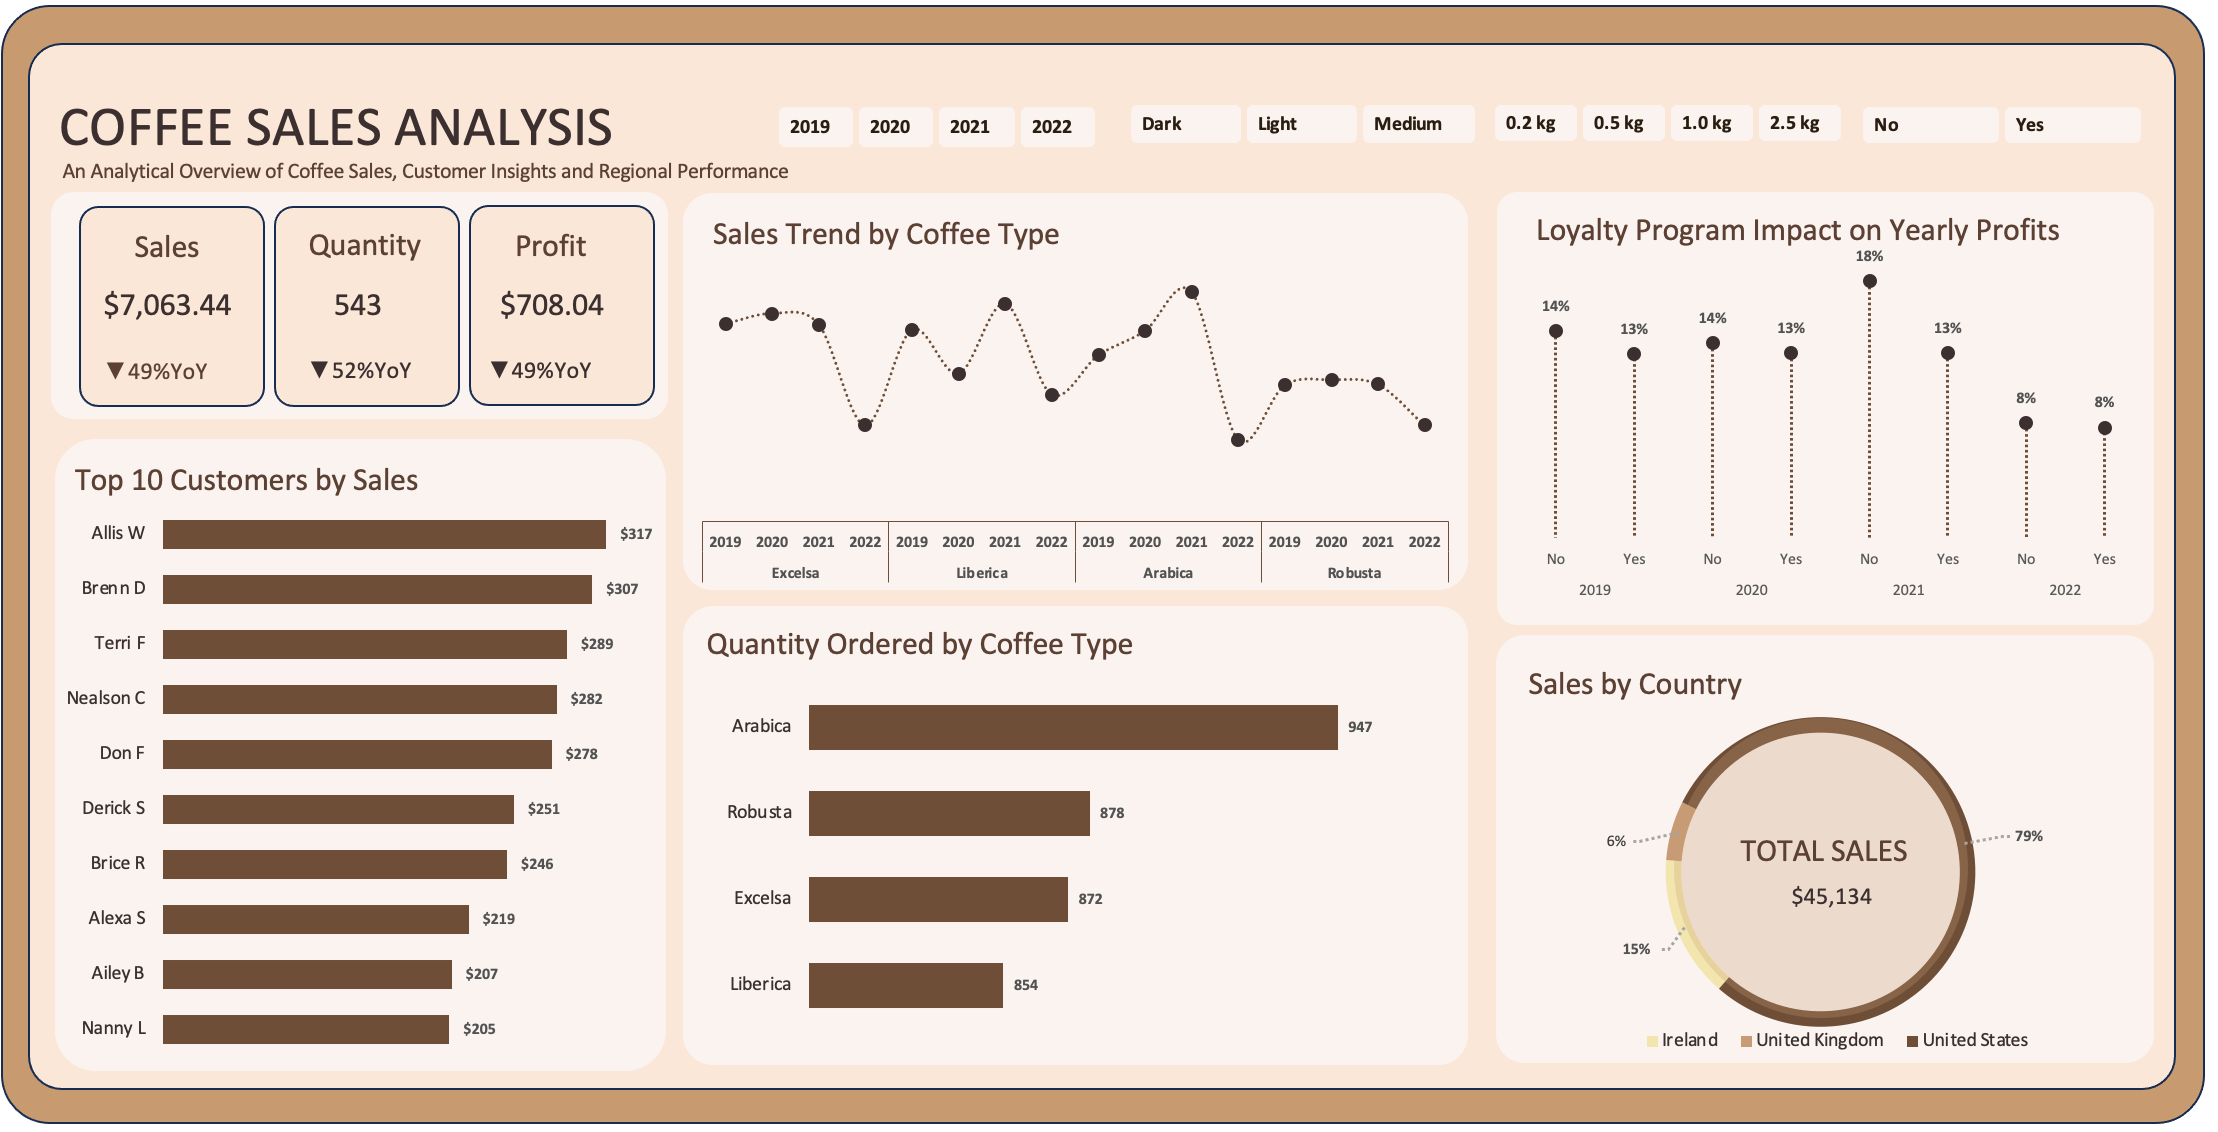 COFFEE SALES ANALYSIS
An Analytical Overview of Coffee Sales, Customer Insights and Regional Performance
2019 2020 2021 2022
Dark Light Medium
0.2 kg 0.5 kg 1.0 kg 2.5 kg
No Yes
Sales
$7,063.44
▼49%YoY
Quantity
543
▼52%YoY
Profit
$708.04
▼49%YoY
Top 10 Customers by Sales
Allis W $317
Brenn D $307
Terri F $289
Nealson C $282
Don F $278
Derick S $251
Brice R $246
Alexa S $219
Ailey B $207
Nanny L $205
Sales Trend by Coffee Type
2019 2020 2021 2022 2019 2020 2021 2022 2019 2020 2021 2022 2019 2020 2021 2022
Excelsa Liberica Arabica Robusta
Quantity Ordered by Coffee Type
Arabica 947
Robusta 878
Excelsa 872
Liberica 854
Loyalty Program Impact on Yearly Profits
14% 13% 14% 13% 18% 13% 8% 8%
No Yes No Yes No Yes No Yes
2019 2020 2021 2022
Sales by Country
6%
79%
15%
TOTAL SALES
$45,134
Ireland United Kingdom United States